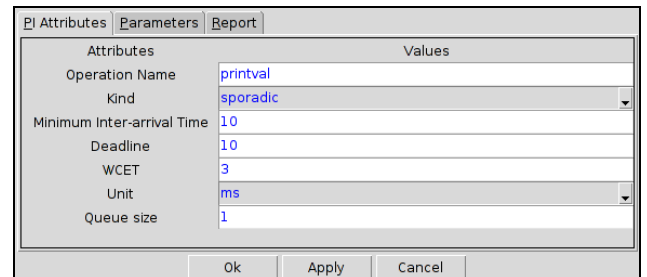 PI Attributes Parameters Report
Attributes Values
Operation Name printval
Kind sporadic
Minimum Inter-arrival Time 10
Deadline 10
WCET 3
Unit ms
Queue size 1
Ok Apply Cancel